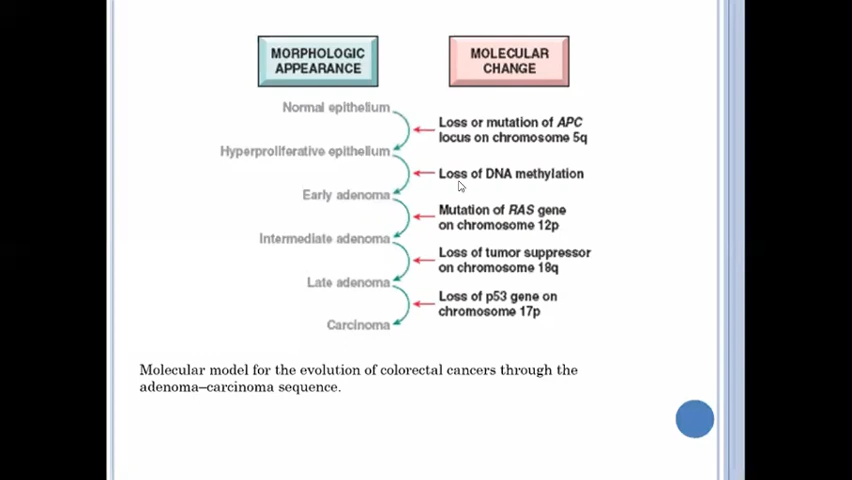 MORPHOLOGIC
APPEARANCE
MOLECULAR
CHANGE
Normal epithelium
Loss or mutation of APC
locus on chromosome 5q
Hyperproliferative epithelium
Loss of DNA methylation
Early adenoma
Mutation of RAS gene
on chromosome 12p
Intermediate adenoma
Loss of tumor suppressor
on chromosome 18q
Late adenoma
Loss of p53 gene on
chromosome 17p
Carcinoma
Molecular model for the evolution of colorectal cancers through the
adenoma–carcinoma sequence.